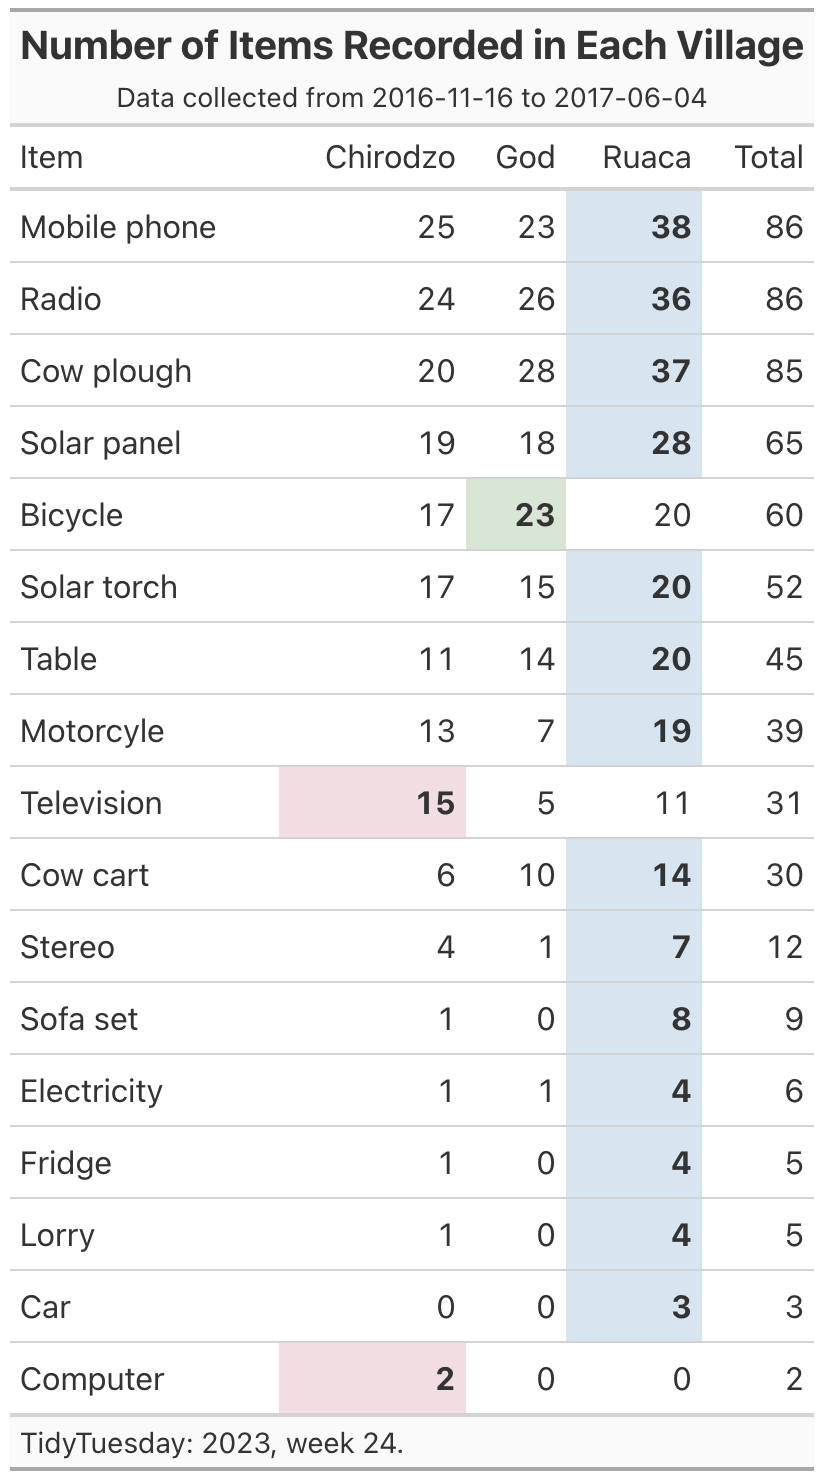 Number of Items Recorded in Each Village
Data collected from 2016-11-16 to 2017-06-04
Item Chirodzo God Ruaca Total
Mobile phone 25 23 38 86
Radio 24 26 36 86
Cow plough 20 28 37 85
Solar panel 19 18 28 65
Bicycle 17 23 20 60
Solar torch 17 15 20 52
Table 11 14 20 45
Motorcyle 13 7 19 39
Television 15 5 11 31
Cow cart 6 10 14 30
Stereo 4 1 7 12
Sofa set 1 0 8 9
Electricity 1 1 4 6
Fridge 1 0 4 5
Lorry 1 0 4 5
Car 0 0 3 3
Computer 2 0 0 2
TidyTuesday: 2023, week 24.